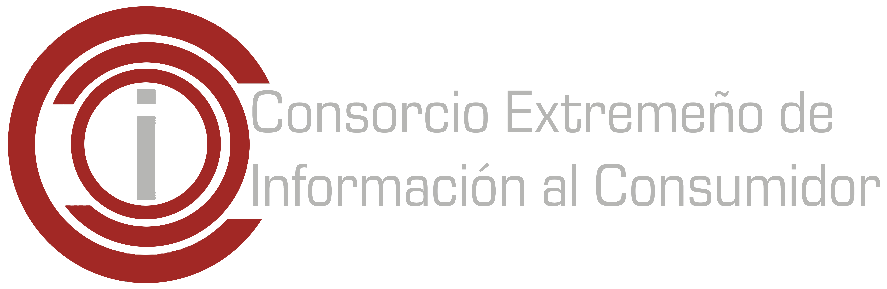 i
Consorcio Extremeño de
Información al Consumidor